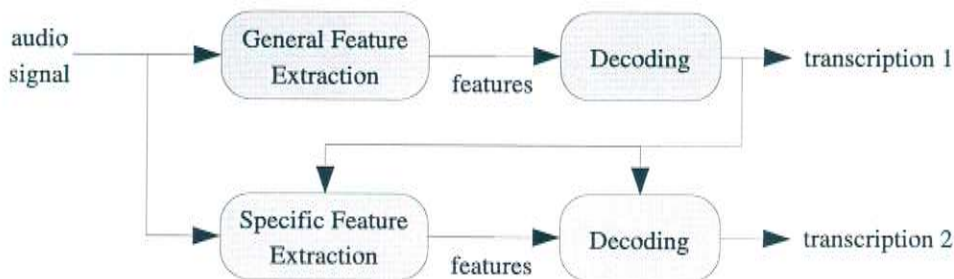 audio
signal
General Feature
Extraction
features
Decoding
transcription 1
Specific Feature
Extraction
features
Decoding
transcription 2